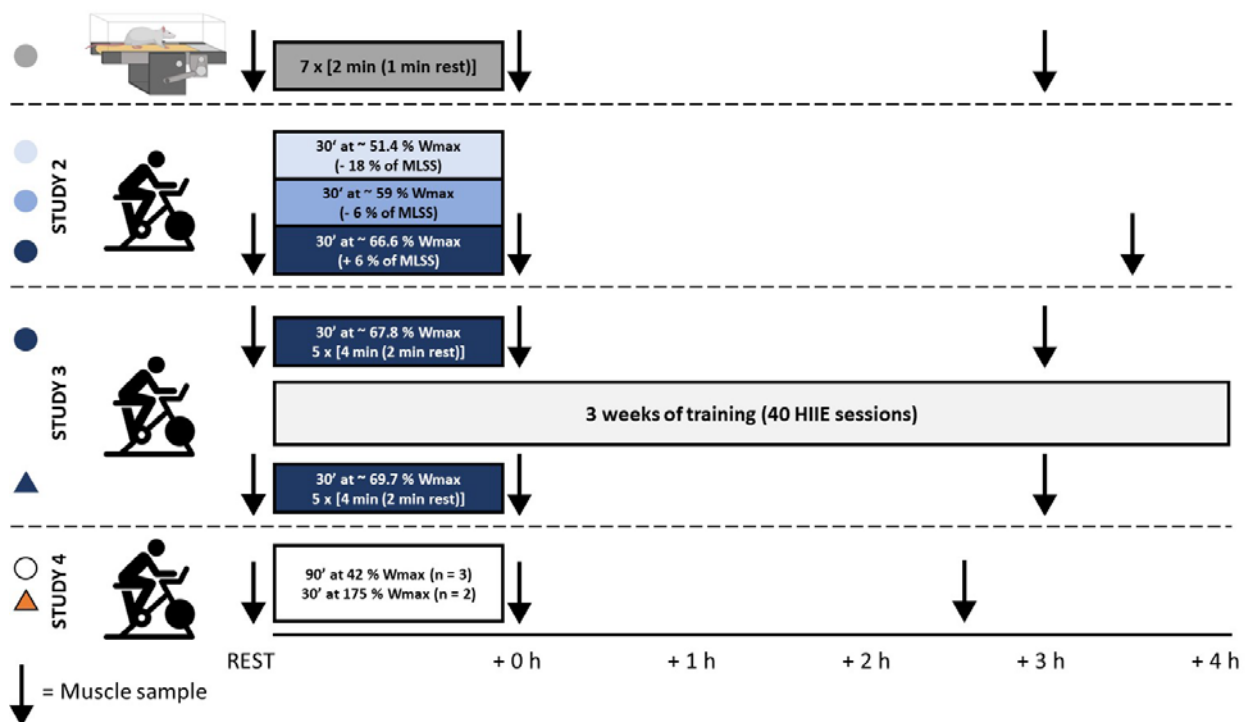 7 x [2 min (1 min rest)]
STUDY 2
30' at ~ 51.4 % Wmax
(- 18 % of MLSS)
30' at ~ 59 % Wmax
(- 6 % of MLSS)
30' at ~ 66.6 % Wmax
(+ 6 % of MLSS)
STUDY 3
30' at ~ 67.8 % Wmax
5 x [4 min (2 min rest)]
3 weeks of training (40 HIIE sessions)
30' at ~ 69.7 % Wmax
5 x [4 min (2 min rest)]
STUDY 4
90' at 42 % Wmax (n = 3)
30' at 175 % Wmax (n = 2)
REST + 0 h + 1 h + 2 h + 3 h + 4 h
= Muscle sample